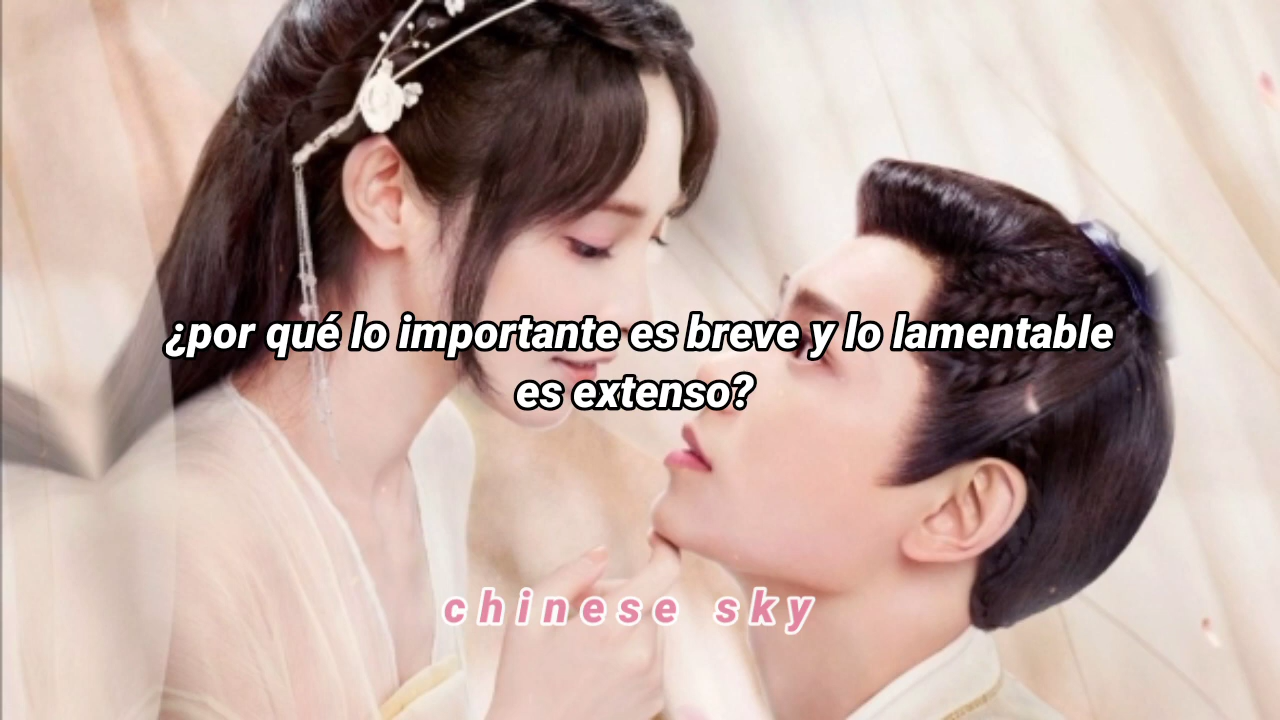 ¿por qué lo importante es breve y lo lamentable
es extenso?
chinese sky